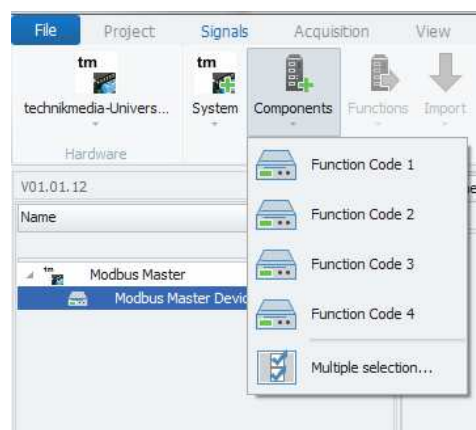 File Project Signals Acquisition View
tm tm
technikmedia-Univers... System Components Functions Import
Hardware
V01.01.12
Name
tm Modbus Master
Modbus Master Devic
Function Code 1
Function Code 2
Function Code 3
Function Code 4
Multiple selection...